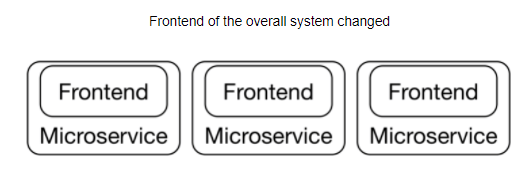 Frontend of the overall system changed
Frontend Frontend Frontend
Microservice Microservice Microservice